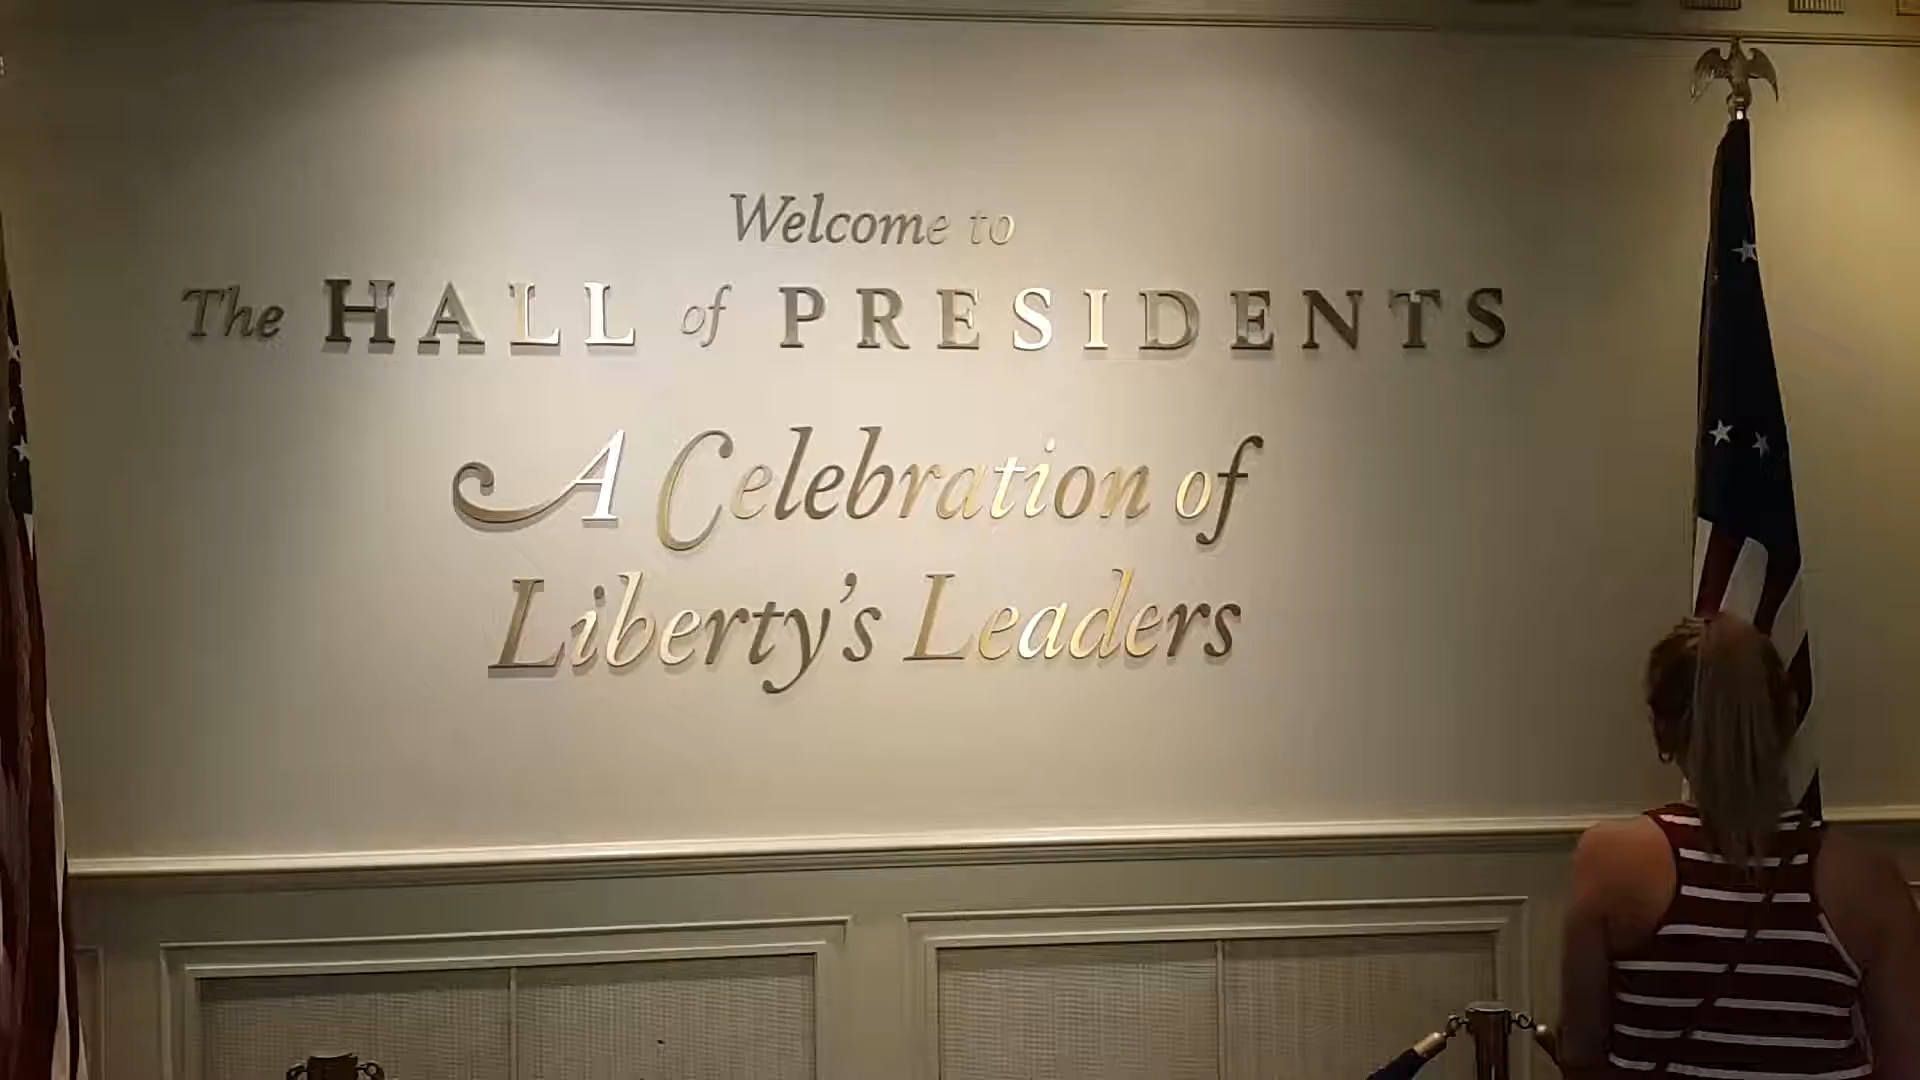 Welcome to
The HALL of PRESIDENTS
A Celebration of
Liberty's Leaders